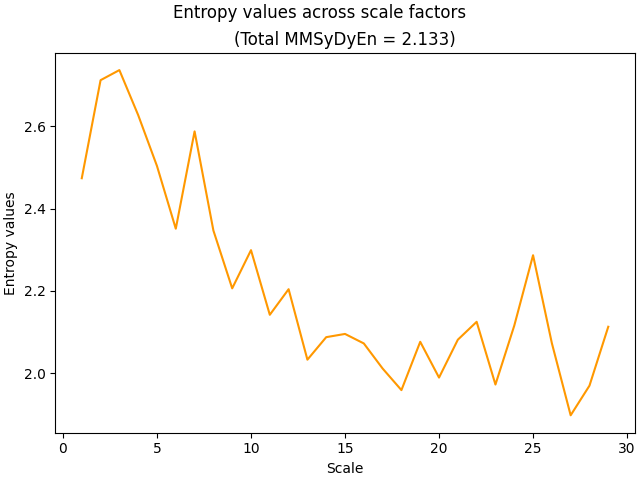 Entropy values across scale factors
(Total MMSyDyEn = 2.133)
Entropy values
2.6
2.4
2.2
2.0
0 5 10 15 20 25 30
Scale